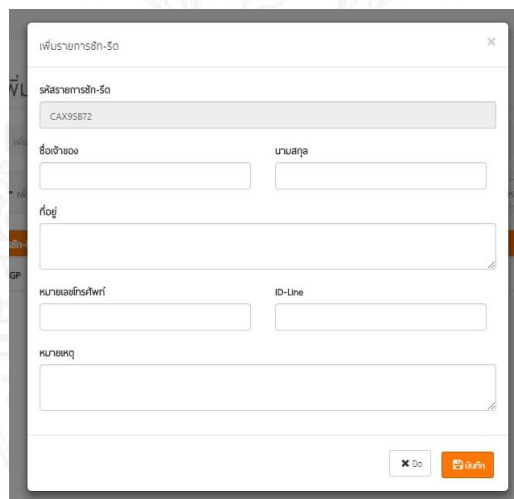 เพิ่มรายการซัก-รีด
×
รหัสรายการซัก-รีด
CAX95B72
ชื่อเจ้าของ นามสกุล
ที่อยู่
หมายเลขโทรศัพท์ ID-Line
หมายเหตุ
GP
ปิด บันทึก